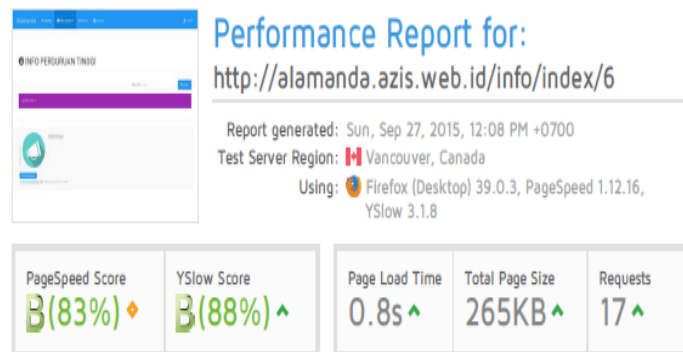 INFO PERGURUAN TINGGI
Performance Report for:
http://alamanda.azis.web.id/info/index/6
Report generated: Sun, Sep 27, 2015, 12:08 PM +0700
Test Server Region: Vancouver, Canada
Using: Firefox (Desktop) 39.0.3, PageSpeed 1.12.16,
YSlow 3.1.8
PageSpeed Score
B(83%)
YSlow Score
B(88%)
Page Load Time
0.8s
Total Page Size
265KB
Requests
17